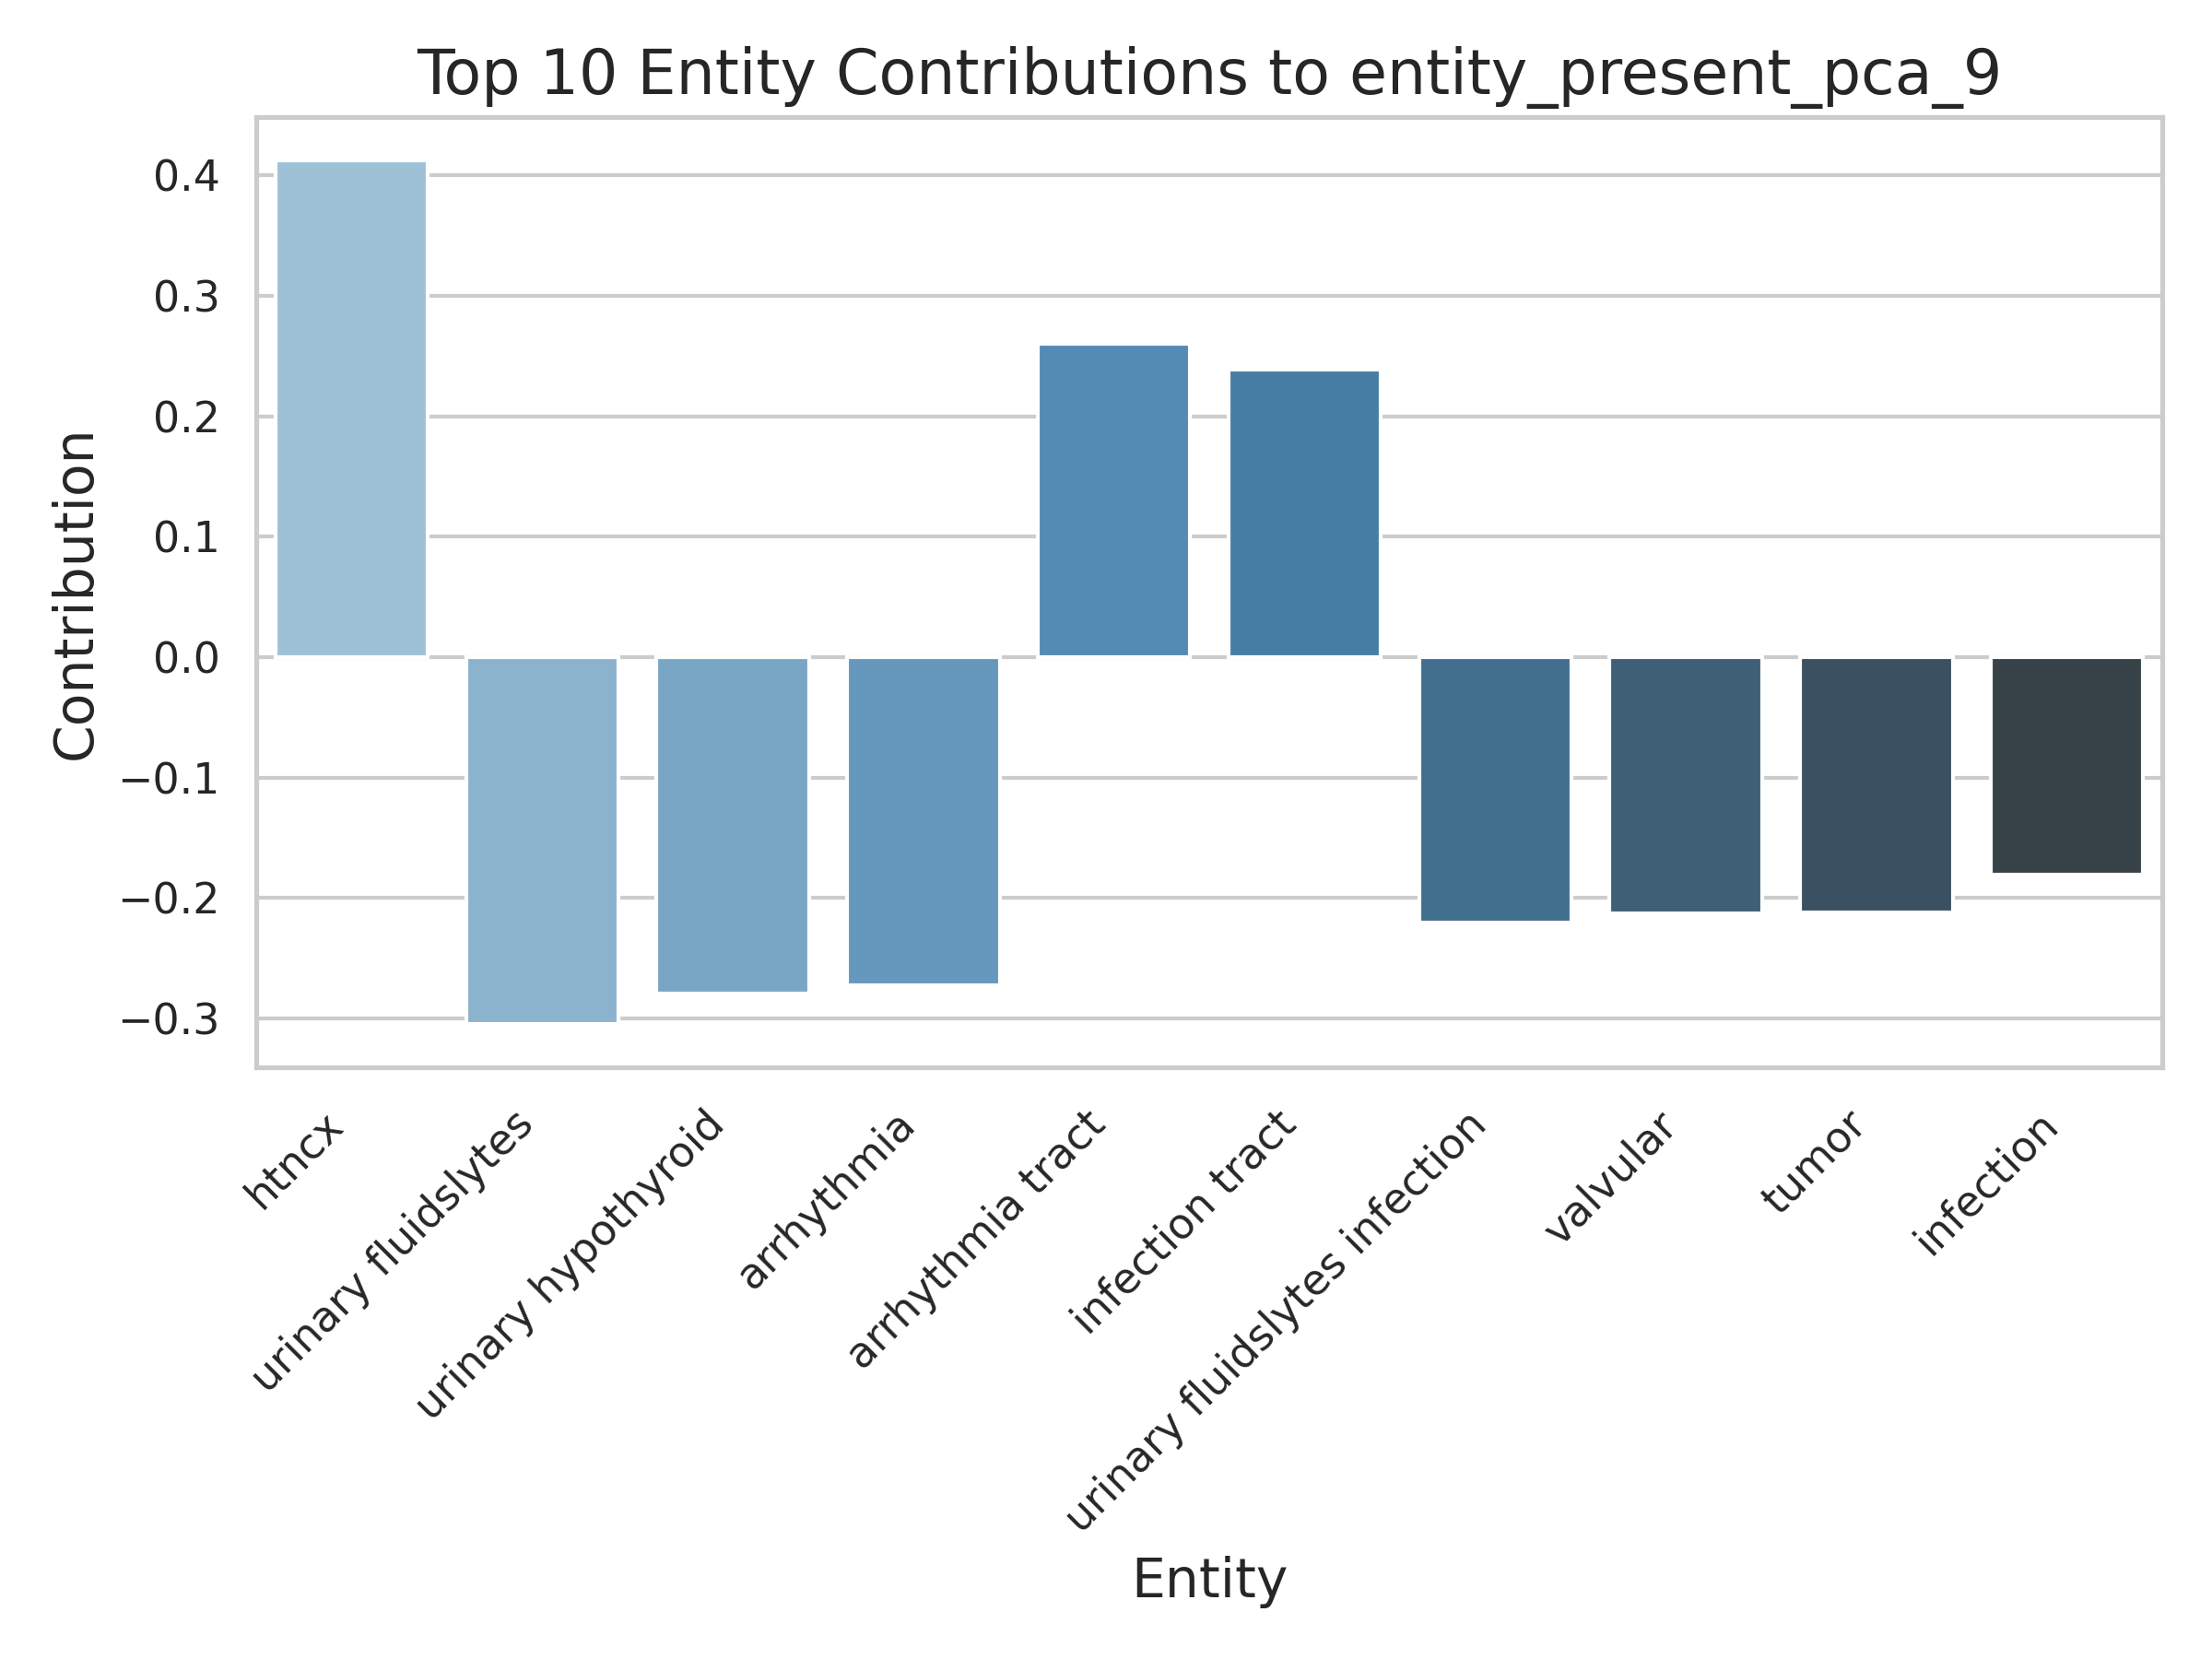 Top 10 Entity Contributions to entity_present_pca_9
Contribution
0.4
0.3
0.2
0.1
0.0
−0.1
−0.2
−0.3
htncx
urinary fluidslytes
urinary hypothyroid
arrhythmia
arrhythmia tract
infection tract
urinary fluidslytes infection
valvular
tumor
infection
Entity